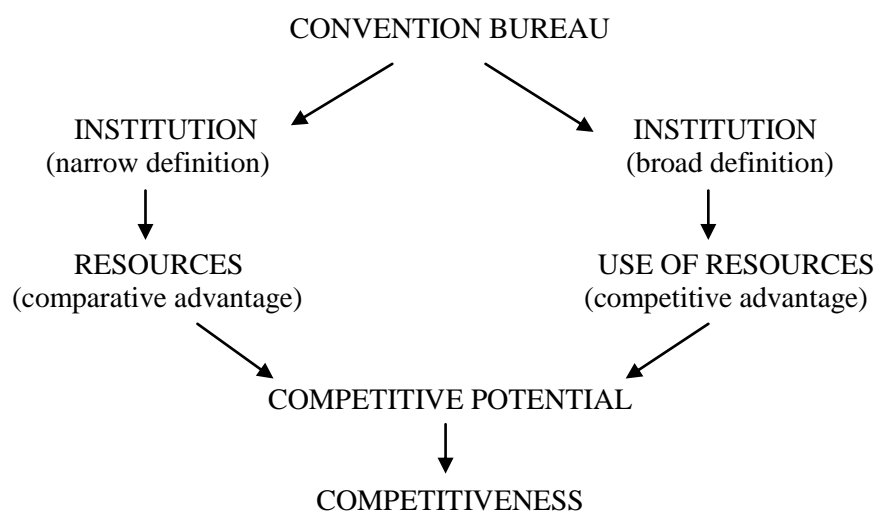 CONVENTION BUREAU
INSTITUTION
(narrow definition)
INSTITUTION
(broad definition)
RESOURCES
(comparative advantage)
USE OF RESOURCES
(competitive advantage)
COMPETITIVE POTENTIAL
COMPETITIVENESS